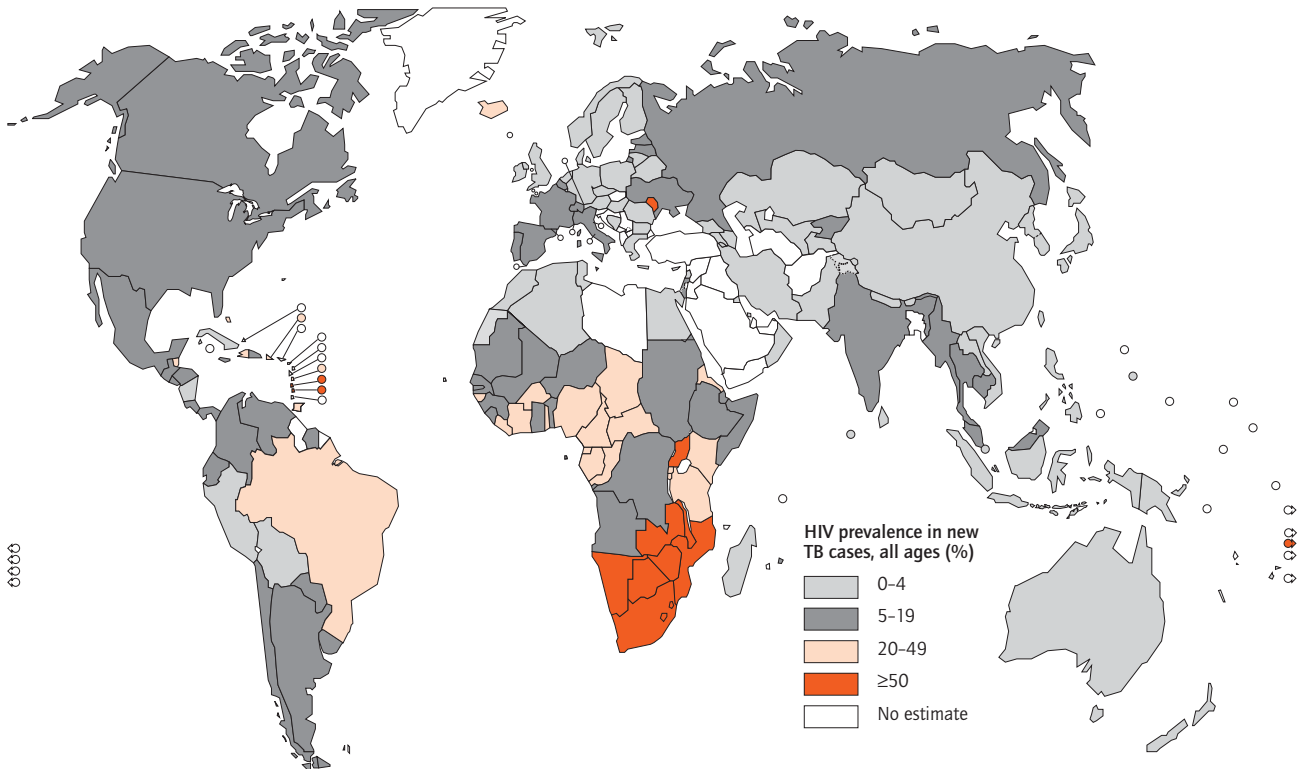 HIV prevalence in new
TB cases, all ages (%)
0–4
5–19
20–49
≥50
No estimate